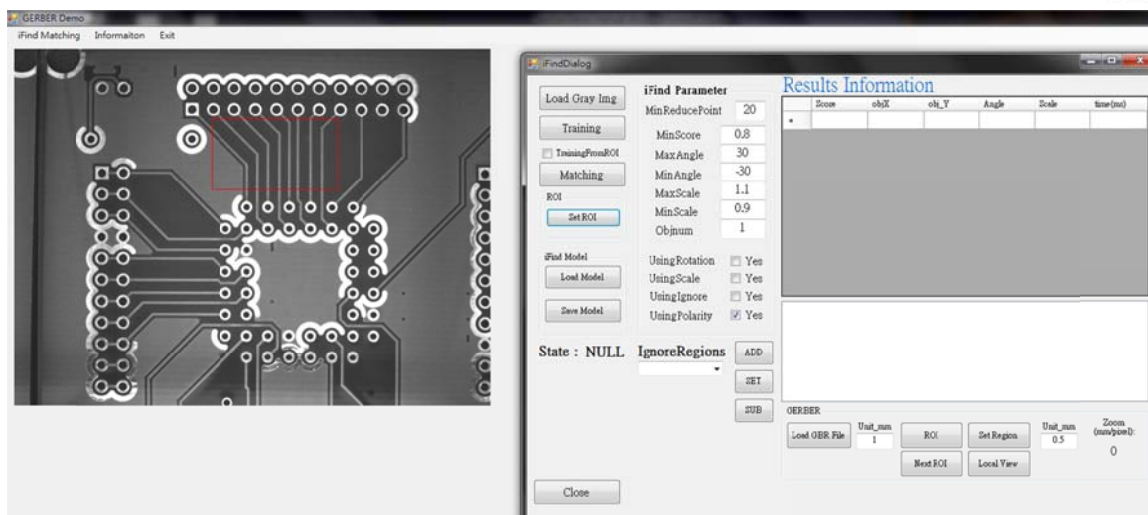 GERBER Demo
iFind Matching Informaiton Exit
iFindDialog
Load Gray Img
Training
TrainingFromROI
Matching
ROI
Set ROI
iFind Model
Load Model
Save Model
State : NULL
Close
iFind Parameter
MinReducePoint 20
MinScore 0.8
MaxAngle 30
MinAngle -30
MaxScale 1.1
MinScale 0.9
Objnum 1
UsingRotation Yes
UsingScale Yes
UsingIgnore Yes
UsingPolarity Yes
IgnoreRegions
ADD
SET
SUB
Results Information
Score objX obj_Y Angle Scale time(ms)
GERBER
Load GBR File
Unit_mm
1
ROI
Set Region
Unit_mm
0.5
Zoom
(mm/pixel):
0
Next ROI
Local View